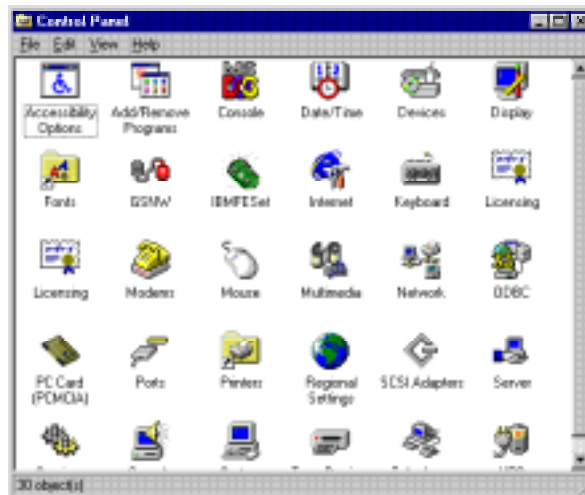 Control Panel
File Edit View Help
Accessibility Options
Add/Remove Programs
Console
Date/Time
Devices
Display
Fonts
GSNW
IBMFESet
Internet
Keyboard
Licensing
Licensing
Modems
Mouse
Multimedia
Network
ODBC
PC Card (PCMCIA)
Ports
Printers
Regional Settings
SCSI Adapters
Server
30 object(s)